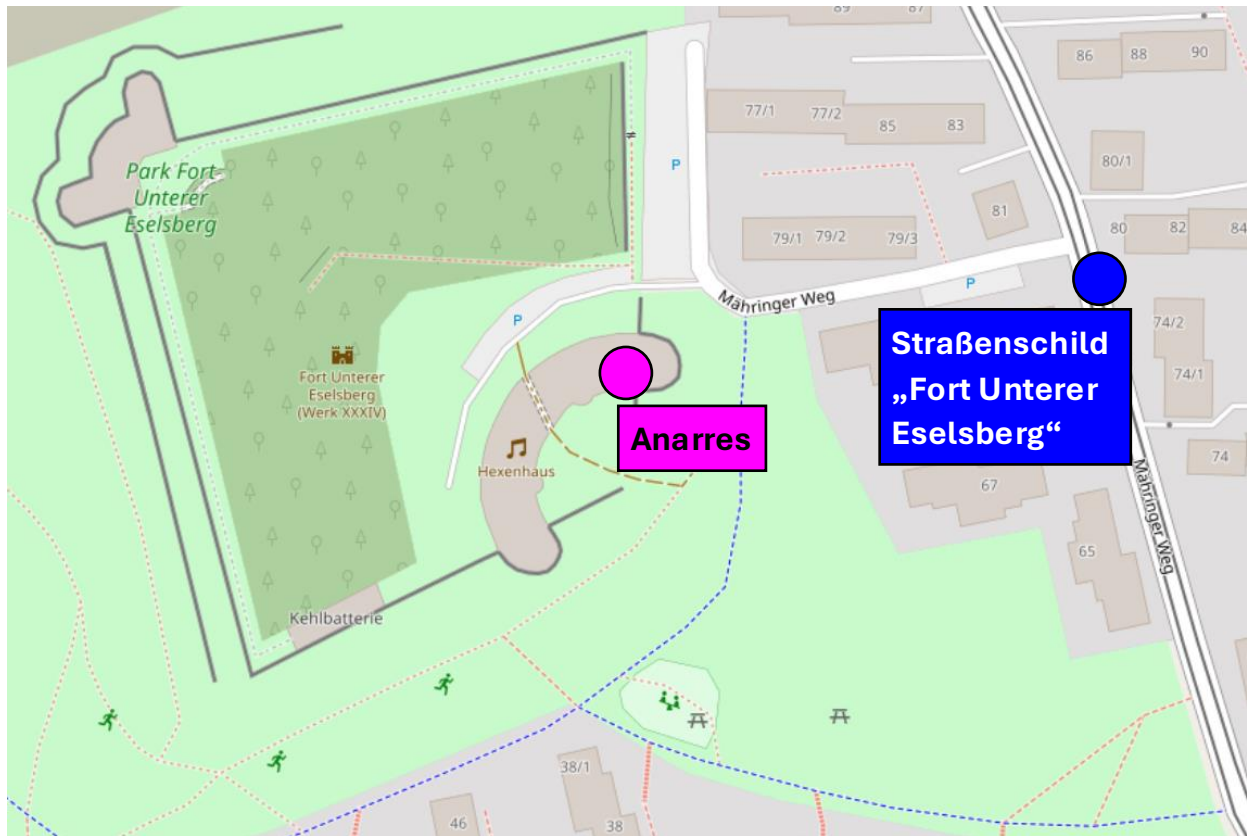 89
87
86
88
90
77/1
77/2
85
83
80/1
P
Park Fort
Unterer
Eselsberg
81
79/1
79/2
79/3
80
82
84
P
Mähringer Weg
P
74/2
Straßenschild
„Fort Unterer
Eselsberg“
Fort Unterer
Eselsberg
(Werk XXXIV)
74/1
Anarres
Hexenhaus
74
67
Mähringer Weg
65
Kehlbatterie
38/1
46
38